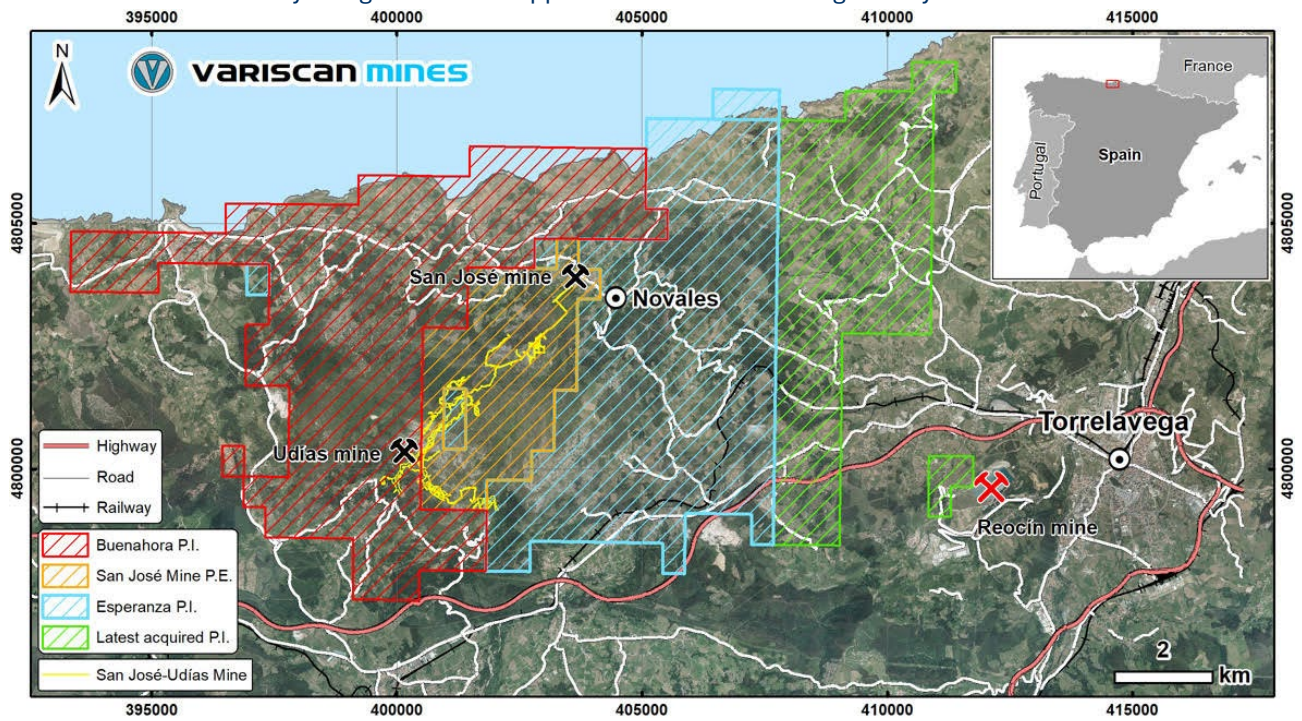 395000
400000
405000
410000
415000
N
VARISCAN MINES
France
Portugal
Spain
4805000
4805000
San José mine
Novales
Udías mine
Torrelavega
4800000
4800000
Reocín mine
Highway
Road
Railway
Buenahora P.I.
San José Mine P.E.
Esperanza P.I.
Latest acquired P.I.
San José-Udías Mine
2
km
395000
400000
405000
410000
415000